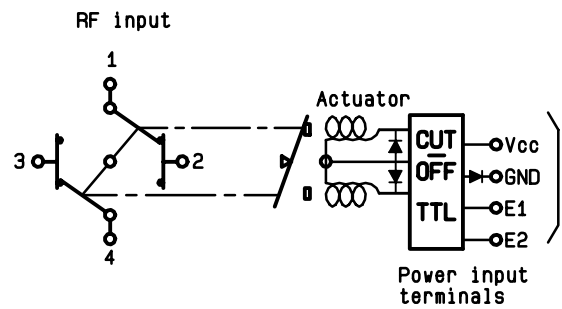 RF input
1
Actuator
3
2
CUT
OFF
TTL
Vcc
GND
E1
E2
4
Power input
terminals